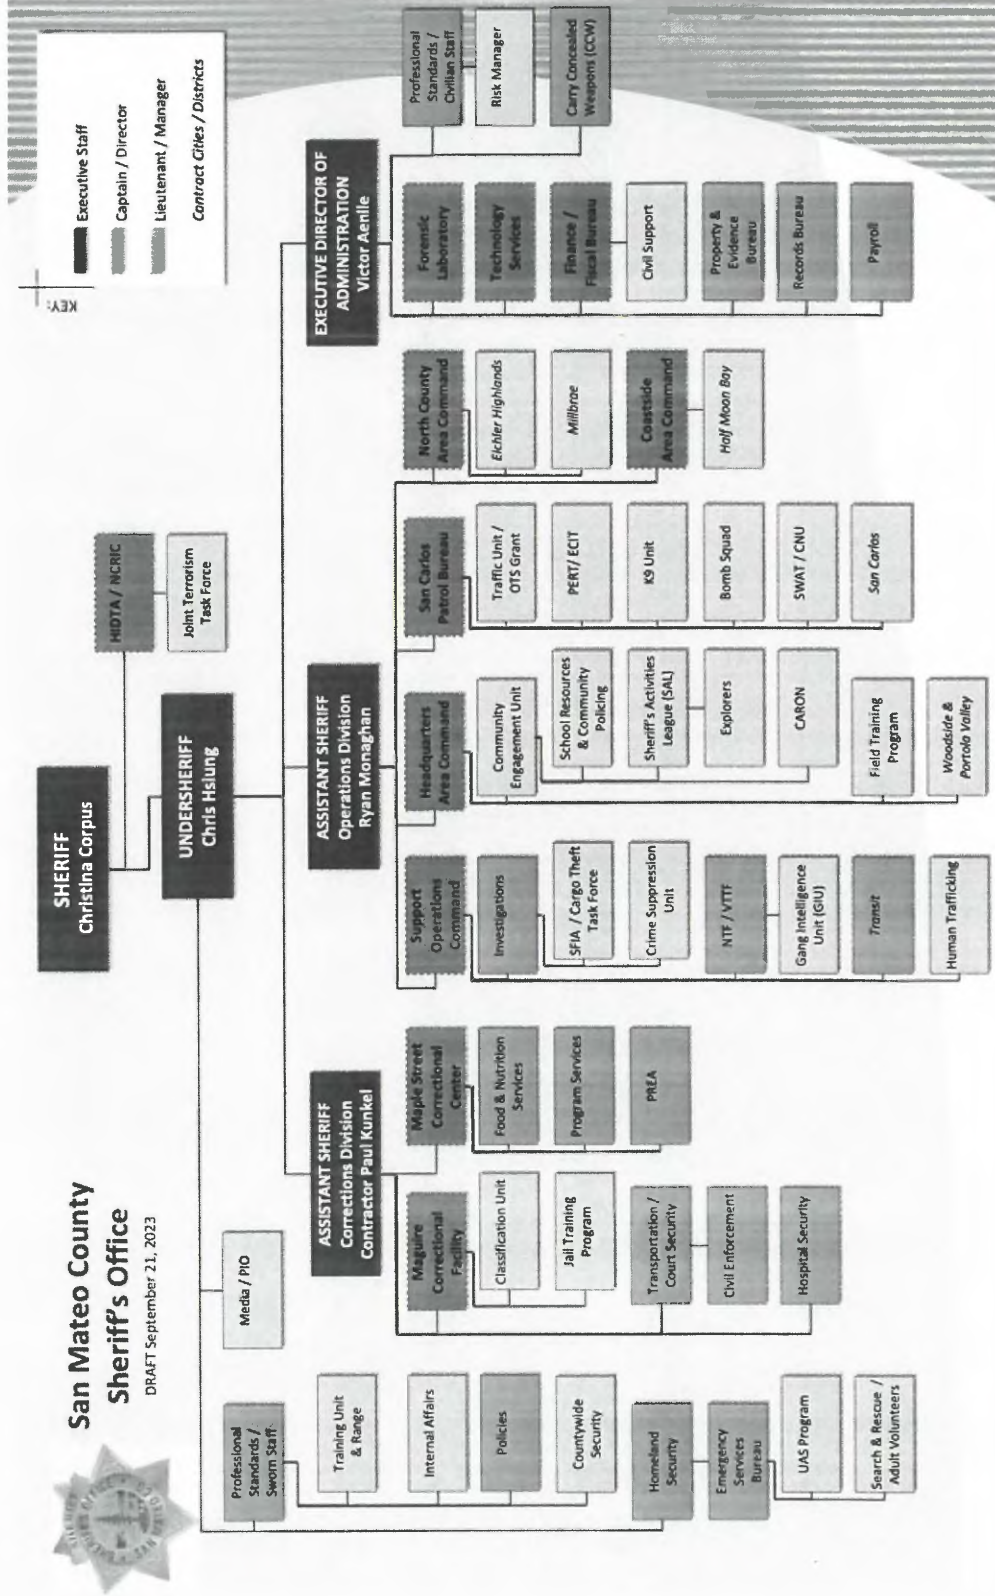 San Mateo County
Sheriff's Office
DRAFT September 21, 2023
KEY:
Executive Staff
Captain / Director
Lieutenant / Manager
Contract Cities / Districts
SHERIFF
Christina Corpus
HIDTA / NCRIC
Joint Terrorism
Task Force
UNDERSHERIFF
Chris Hsiung
Media / PIO
Professional
Standards /
Sworn Staff
Training Unit
& Range
Internal Affairs
Policies
Countywide
Security
Homeland
Security
Emergency
Services
Bureau
UAS Program
Search & Rescue /
Adult Volunteers
ASSISTANT SHERIFF
Corrections Division
Contractor Paul Kunkel
Maguire
Correctional
Facility
Classification Unit
Jail Training
Program
Transportation /
Court Security
Civil Enforcement
Hospital Security
Maple Street
Correctional
Center
Food & Nutrition
Services
Program Services
PREA
ASSISTANT SHERIFF
Operations Division
Ryan Monaghan
Support
Operations
Command
Investigations
SFIA / Cargo Theft
Task Force
Crime Suppression
Unit
NTF / VTTF
Gang Intelligence
Unit (GIU)
Transit
Human Trafficking
Headquarters
Area Command
Community
Engagement Unit
School Resources
& Community
Policing
Sheriff's Activities
League (SAL)
Explorers
CARON
Field Training
Program
Woodside &
Portola Valley
San Carlos
Patrol Bureau
Traffic Unit /
OTS Grant
PERT/ ECIT
K9 Unit
Bomb Squad
SWAT / CNU
San Carlos
North County
Area Command
Eichler Highlands
Millbrae
Coastside
Area Command
Half Moon Bay
EXECUTIVE DIRECTOR OF
ADMINISTRATION
Victor Aenlle
Forensic
Laboratory
Technology
Services
Finance /
Fiscal Bureau
Civil Support
Property &
Evidence
Bureau
Records Bureau
Payroll
Professional
Standards /
Civilian Staff
Risk Manager
Carry Concealed
Weapons (CCW)